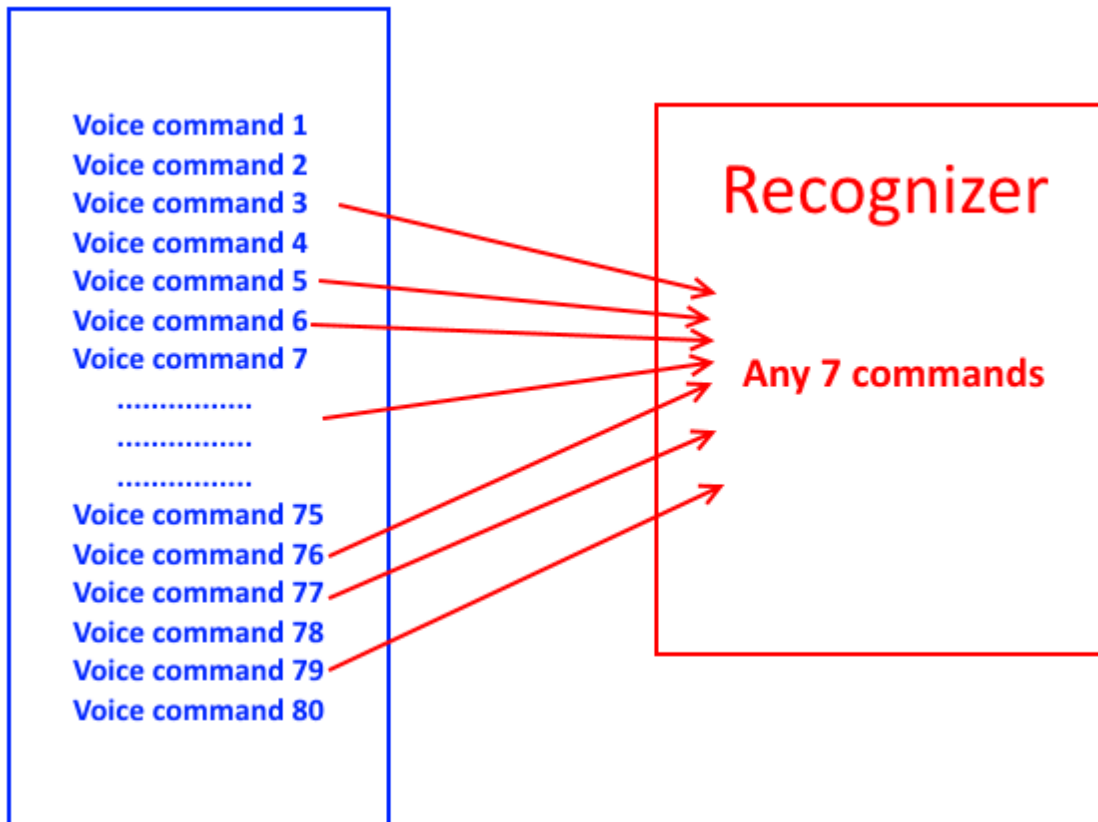 Voice command 1
Voice command 2
Voice command 3
Voice command 4
Voice command 5
Voice command 6
Voice command 7
................
................
................
Voice command 75
Voice command 76
Voice command 77
Voice command 78
Voice command 79
Voice command 80
Recognizer
Any 7 commands